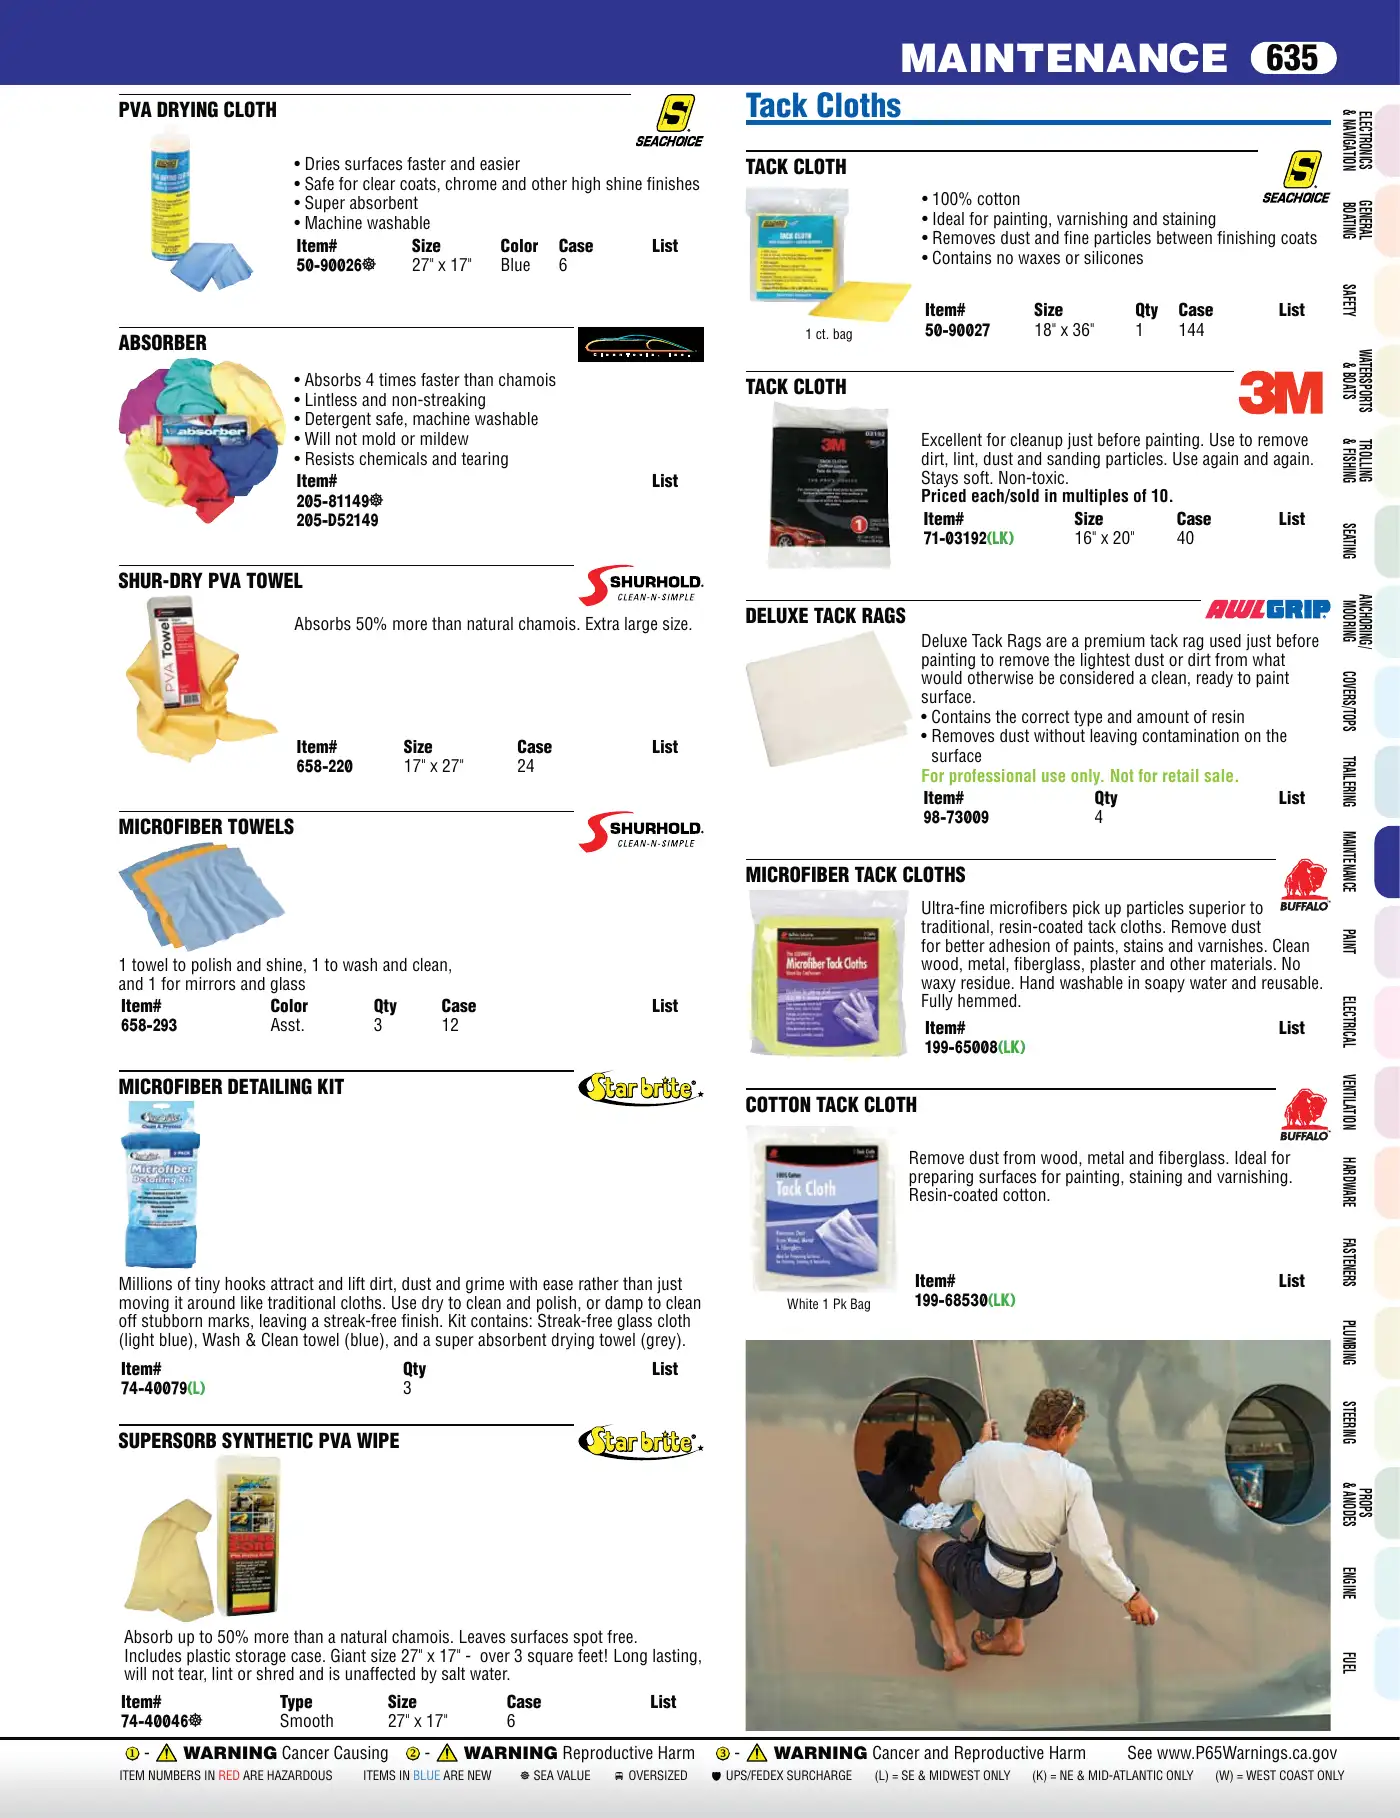 MAINTENANCE 635
PVA DRYING CLOTH
SEACHOICE
• Dries surfaces faster and easier
• Safe for clear coats, chrome and other high shine finishes
• Super absorbent
• Machine washable
Item# Size Color Case List
50-90026 27" x 17" Blue 6
ABSORBER
CleanTools, Inc.
absorber
• Absorbs 4 times faster than chamois
• Lintless and non-streaking
• Detergent safe, machine washable
• Will not mold or mildew
• Resists chemicals and tearing
Item# List
205-81149
205-D52149
SHUR-DRY PVA TOWEL
SHURHOLD
CLEAN-N-SIMPLE
PVA Towel
Absorbs 50% more than natural chamois. Extra large size.
Item# Size Case List
658-220 17" x 27" 24
MICROFIBER TOWELS
SHURHOLD
CLEAN-N-SIMPLE
1 towel to polish and shine, 1 to wash and clean,
and 1 for mirrors and glass
Item# Color Qty Case List
658-293 Asst. 3 12
MICROFIBER DETAILING KIT
Star brite
Microfiber
Detailing Kit
Millions of tiny hooks attract and lift dirt, dust and grime with ease rather than just
moving it around like traditional cloths. Use dry to clean and polish, or damp to clean
off stubborn marks, leaving a streak-free finish. Kit contains: Streak-free glass cloth
(light blue), Wash & Clean towel (blue), and a super absorbent drying towel (grey).
Item# Qty List
74-40079(L) 3
SUPERSORB SYNTHETIC PVA WIPE
Star brite
Absorb up to 50% more than a natural chamois. Leaves surfaces spot free.
Includes plastic storage case. Giant size 27" x 17" - over 3 square feet! Long lasting,
will not tear, lint or shred and is unaffected by salt water.
Item# Type Size Case List
74-40046 Smooth 27" x 17" 6
Tack Cloths
TACK CLOTH
SEACHOICE
TACK CLOTH
1 ct. bag
• 100% cotton
• Ideal for painting, varnishing and staining
• Removes dust and fine particles between finishing coats
• Contains no waxes or silicones
Item# Size Qty Case List
50-90027 18" x 36" 1 144
TACK CLOTH
3M
03192
3M
Excellent for cleanup just before painting. Use to remove
dirt, lint, dust and sanding particles. Use again and again.
Stays soft. Non-toxic.
Priced each/sold in multiples of 10.
Item# Size Case List
71-03192(LK) 16" x 20" 40
DELUXE TACK RAGS
AWLGRIP
Deluxe Tack Rags are a premium tack rag used just before
painting to remove the lightest dust or dirt from what
would otherwise be considered a clean, ready to paint
surface.
• Contains the correct type and amount of resin
• Removes dust without leaving contamination on the
surface
For professional use only. Not for retail sale.
Item# Qty List
98-73009 4
MICROFIBER TACK CLOTHS
BUFFALO
Microfiber Tack Cloths
Ultra-fine microfibers pick up particles superior to
traditional, resin-coated tack cloths. Remove dust
for better adhesion of paints, stains and varnishes. Clean
wood, metal, fiberglass, plaster and other materials. No
waxy residue. Hand washable in soapy water and reusable.
Fully hemmed.
Item# List
199-65008(LK)
COTTON TACK CLOTH
BUFFALO
100% Cotton
Tack Cloth
White 1 Pk Bag
Remove dust from wood, metal and fiberglass. Ideal for
preparing surfaces for painting, staining and varnishing.
Resin-coated cotton.
Item# List
199-68530(LK)
ELECTRONICS
& NAVIGATION
GENERAL
BOATING
SAFETY
WATERSPORTS
& BOATS
TROLLING
& FISHING
SEATING
ANCHORING/
MOORING
COVERS/TOPS
TRAILERING
MAINTENANCE
PAINT
ELECTRICAL
VENTILATION
HARDWARE
FASTENERS
PLUMBING
STEERING
PROPS
& ANODES
ENGINE
FUEL
1 - WARNING Cancer Causing 2 - WARNING Reproductive Harm 3 - WARNING Cancer and Reproductive Harm See www.P65Warnings.ca.gov
ITEM NUMBERS IN RED ARE HAZARDOUS ITEMS IN BLUE ARE NEW SEA VALUE OVERSIZED UPS/FEDEX SURCHARGE (L) = SE & MIDWEST ONLY (K) = NE & MID-ATLANTIC ONLY (W) = WEST COAST ONLY